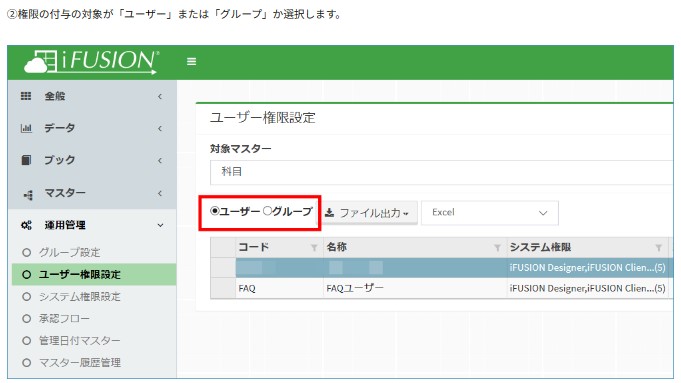 ②権限の付与の対象が「ユーザー」または「グループ」か選択します。
iFUSION®
全般
データ
ブック
マスター
運用管理
グループ設定
ユーザー権限設定
システム権限設定
承認フロー
管理日付マスター
マスター履歴管理
ユーザー権限設定
対象マスター
科目
ユーザー グループ ファイル出力 Excel
コード 名称 システム権限
iFUSION Designer,iFUSION Clien...(5)
FAQ FAQユーザー iFUSION Designer,iFUSION Clien...(5)